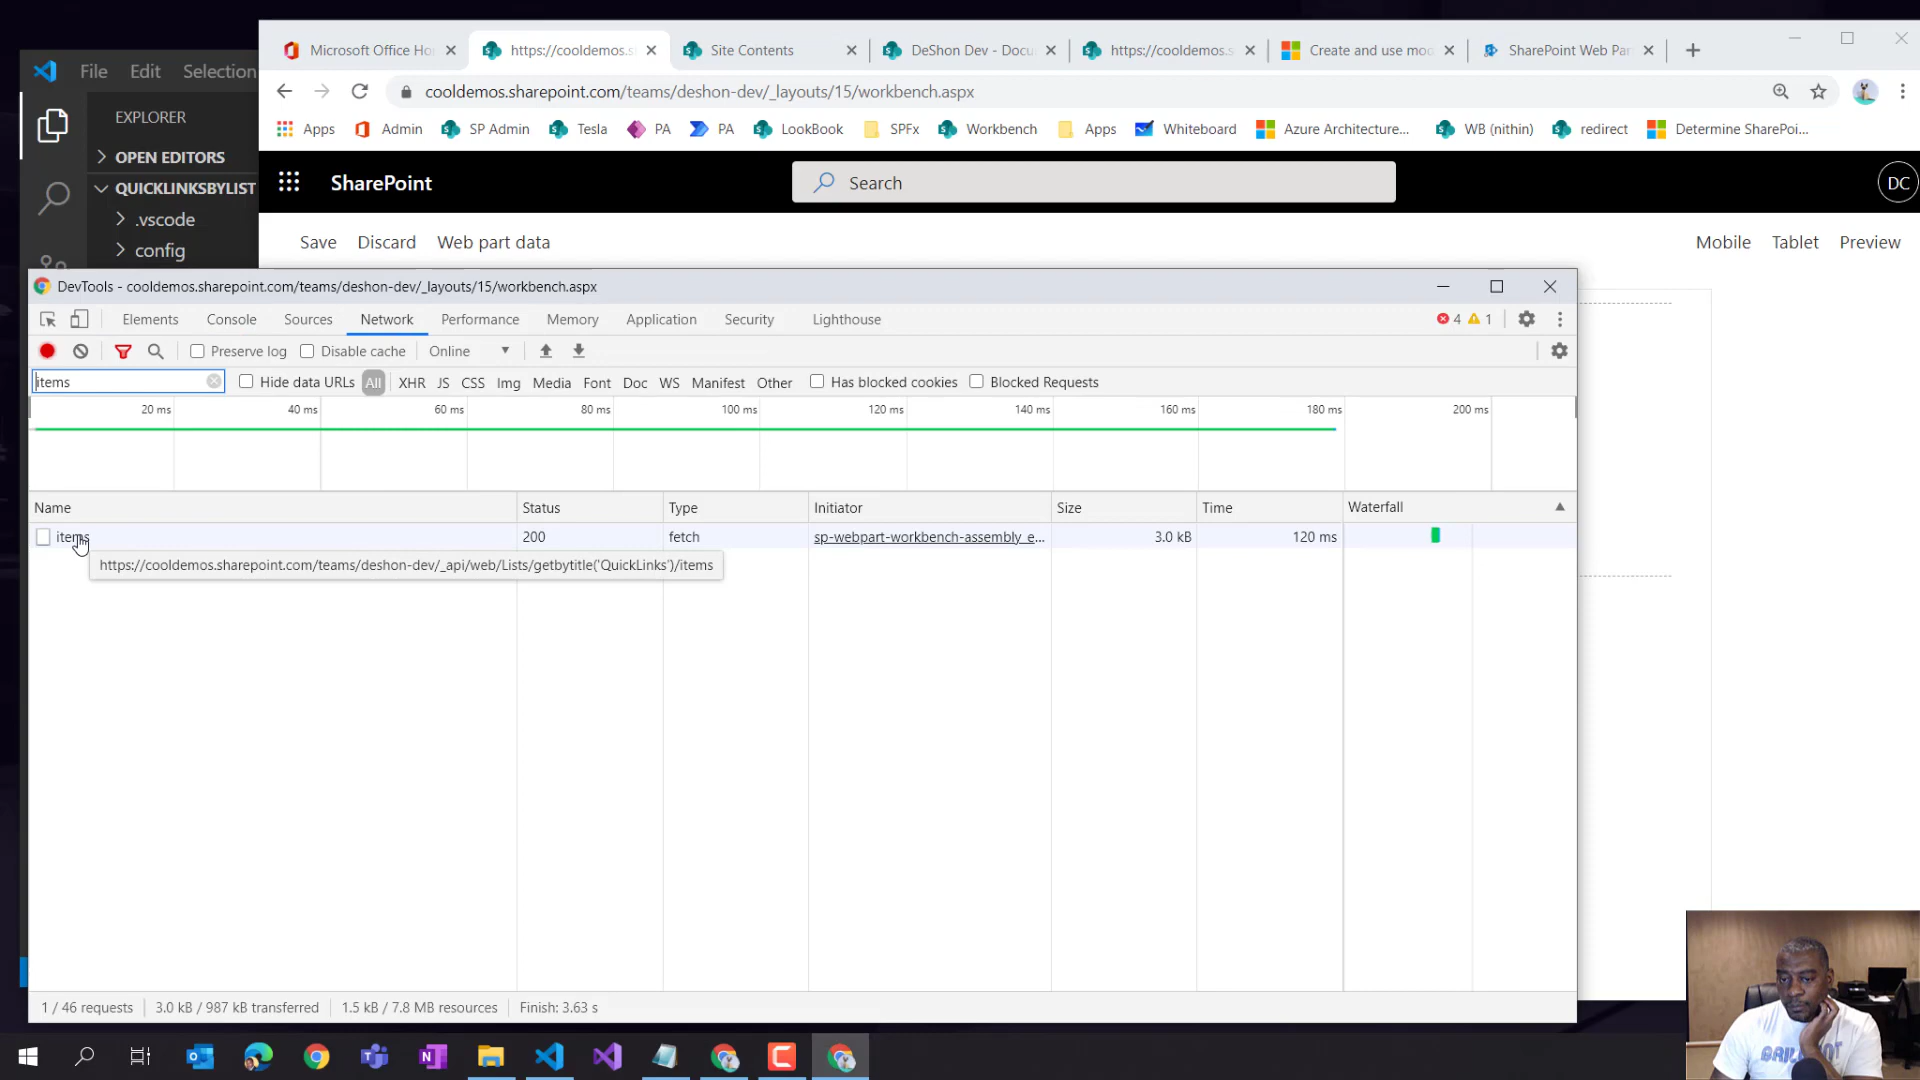 Microsoft Office Ho
https://cooldemos.s
Site Contents
DeShon Dev - Docu
https://cooldemos.s
Create and use mod
SharePoint Web Par
File
Edit
Selection
cooldemos.sharepoint.com/teams/deshon-dev/_layouts/15/workbench.aspx
Apps
Admin
SP Admin
Tesla
PA
PA
LookBook
SPFx
Workbench
Apps
Whiteboard
Azure Architecture...
WB (nithin)
redirect
Determine SharePoi...
EXPLORER
OPEN EDITORS
QUICKLINKSBYLIST
.vscode
config
SharePoint
Search
DC
Save
Discard
Web part data
Mobile
Tablet
Preview
DevTools - cooldemos.sharepoint.com/teams/deshon-dev/_layouts/15/workbench.aspx
Elements
Console
Sources
Network
Performance
Memory
Application
Security
Lighthouse
4
1
Preserve log
Disable cache
Online
items
Hide data URLs
All
XHR
JS
CSS
Img
Media
Font
Doc
WS
Manifest
Other
Has blocked cookies
Blocked Requests
20 ms
40 ms
60 ms
80 ms
100 ms
120 ms
140 ms
160 ms
180 ms
200 ms
Name
Status
Type
Initiator
Size
Time
Waterfall
items
200
fetch
sp-webpart-workbench-assembly_e...
3.0 kB
120 ms
https://cooldemos.sharepoint.com/teams/deshon-dev/_api/web/Lists/getbytitle('QuickLinks')/items
1 / 46 requests
3.0 kB / 987 kB transferred
1.5 kB / 7.8 MB resources
Finish: 3.63 s